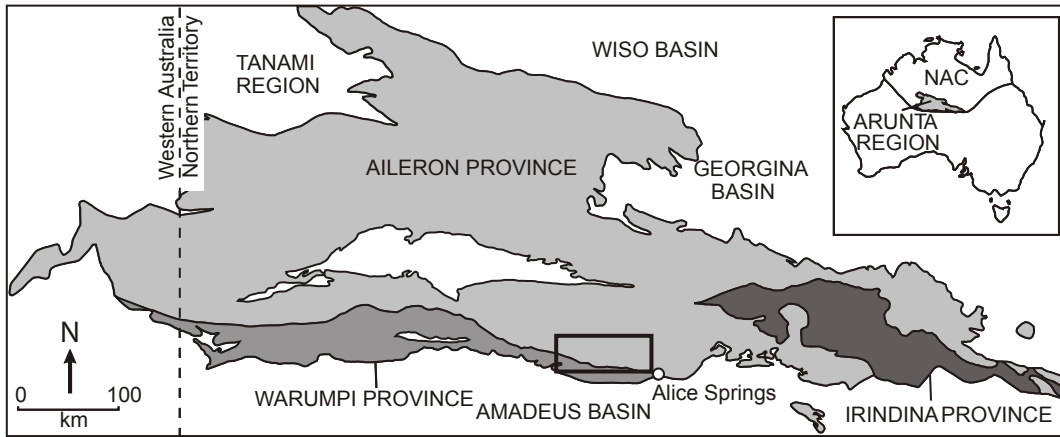 Western Australia
Northern Territory
TANAMI
REGION
WISO BASIN
NAC
ARUNTA
REGION
AILERON PROVINCE
GEORGINA
BASIN
N
0 100
km
WARUMPI PROVINCE
AMADEUS BASIN
Alice Springs
IRINDINA PROVINCE